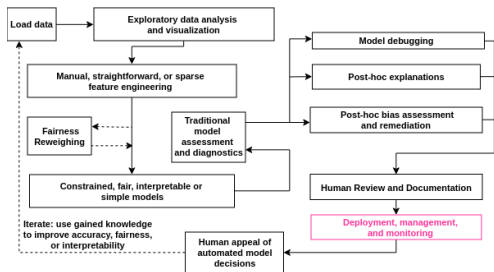 Load data
Exploratory data analysis
and visualization
Manual, straightforward, or sparse
feature engineering
Fairness
Reweighing
Constrained, fair, interpretable or
simple models
Traditional
model
assessment
and diagnostics
Model debugging
Post-hoc explanations
Post-hoc bias assessment
and remediation
Human Review and Documentation
Deployment, management,
and monitoring
Human appeal of
automated model
decisions
Iterate: use gained knowledge
to improve accuracy, fairness,
or interpretability